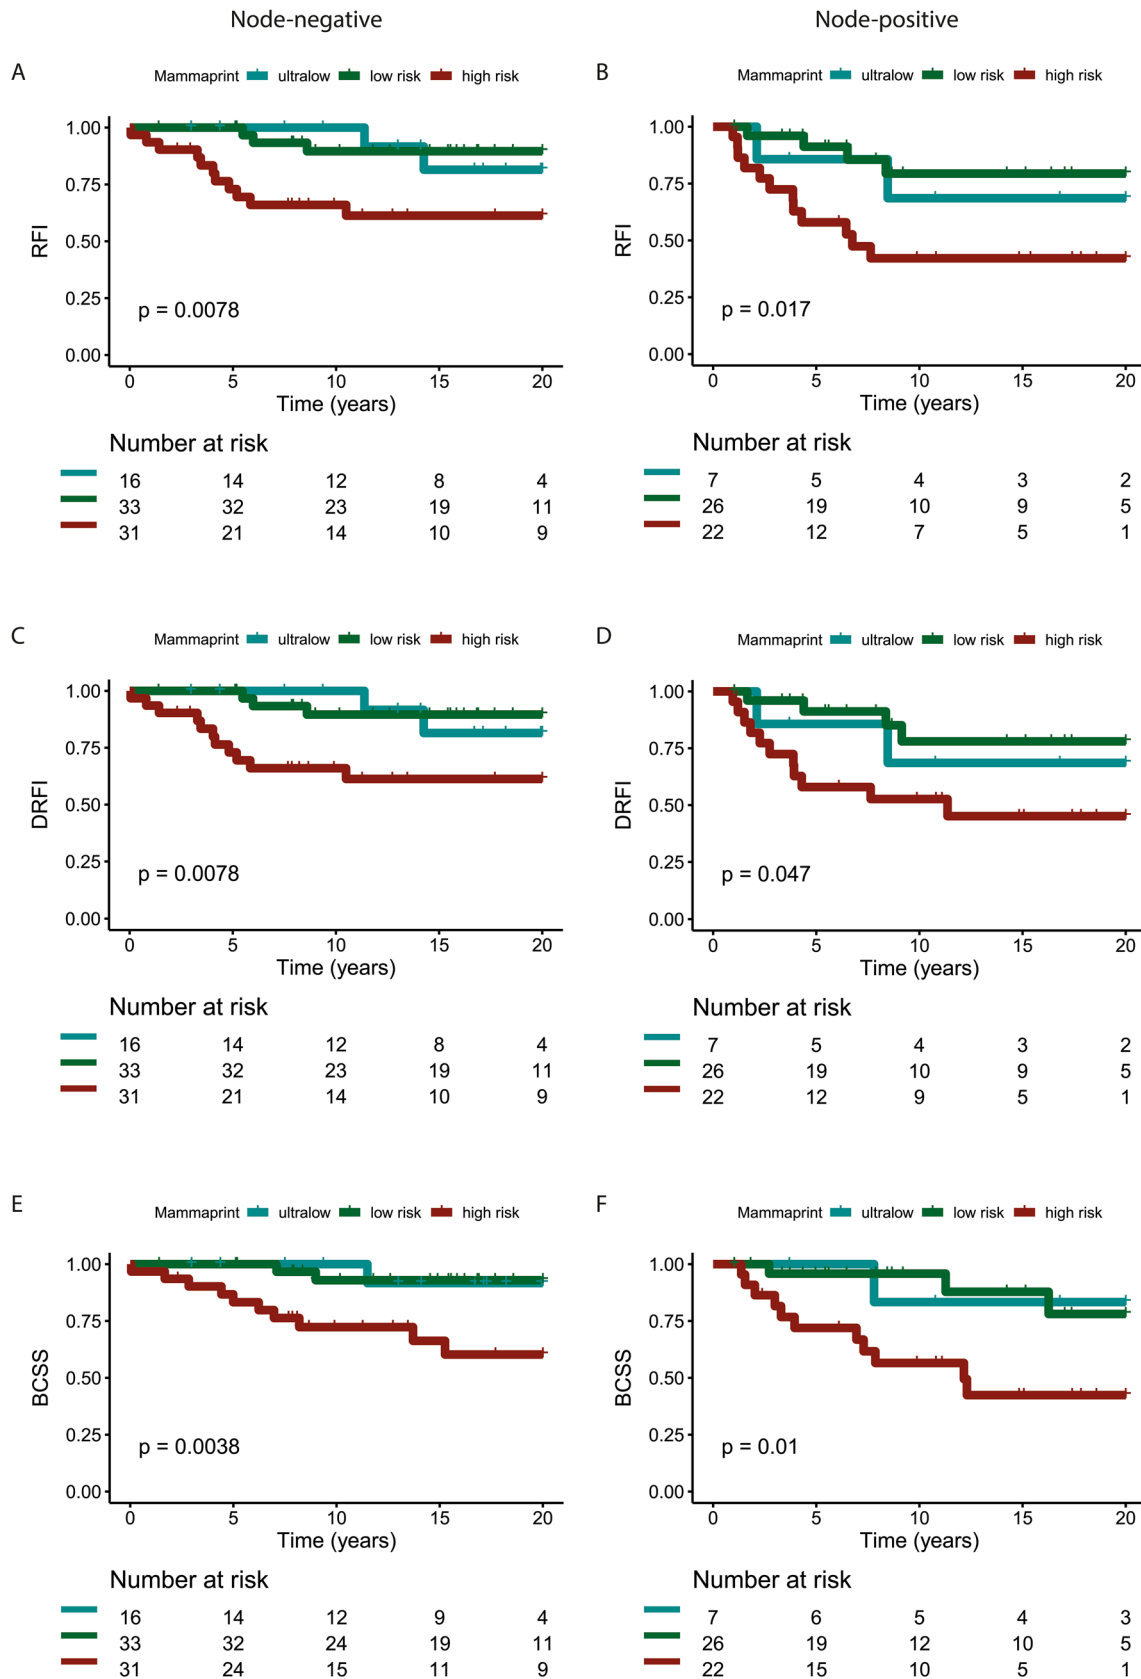 Node-negative
Node-positive
A
Mammaprint ultralow low risk high risk
RFI
1.00
0.75
0.50
0.25
0.00
p = 0.0078
0 5 10 15 20
Time (years)
Number at risk
16 14 12 8 4
33 32 23 19 11
31 21 14 10 9
B
Mammaprint ultralow low risk high risk
RFI
1.00
0.75
0.50
0.25
0.00
p = 0.017
0 5 10 15 20
Time (years)
Number at risk
7 5 4 3 2
26 19 10 9 5
22 12 7 5 1
C
Mammaprint ultralow low risk high risk
DRFI
1.00
0.75
0.50
0.25
0.00
p = 0.0078
0 5 10 15 20
Time (years)
Number at risk
16 14 12 8 4
33 32 23 19 11
31 21 14 10 9
D
Mammaprint ultralow low risk high risk
DRFI
1.00
0.75
0.50
0.25
0.00
p = 0.047
0 5 10 15 20
Time (years)
Number at risk
7 5 4 3 2
26 19 10 9 5
22 12 9 5 1
E
Mammaprint ultralow low risk high risk
BCSS
1.00
0.75
0.50
0.25
0.00
p = 0.0038
0 5 10 15 20
Time (years)
Number at risk
16 14 12 9 4
33 32 24 19 11
31 24 15 11 9
F
Mammaprint ultralow low risk high risk
BCSS
1.00
0.75
0.50
0.25
0.00
p = 0.01
0 5 10 15 20
Time (years)
Number at risk
7 6 5 4 3
26 19 12 10 5
22 15 10 5 1